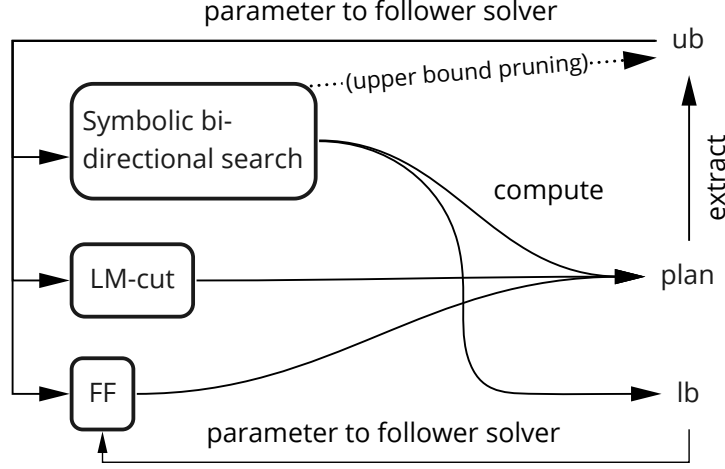 parameter to follower solver
ub
(upper bound pruning)
Symbolic bi-
directional search
extract
compute
LM-cut
plan
FF
lb
parameter to follower solver